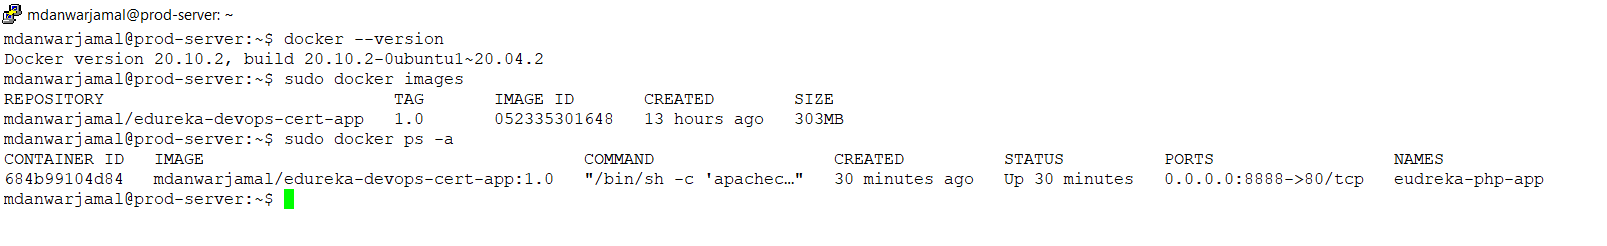 mdanwarjamal@prod-server: ~
mdanwarjamal@prod-server:~$ docker --version
Docker version 20.10.2, build 20.10.2-0ubuntu1~20.04.2
mdanwarjamal@prod-server:~$ sudo docker images
REPOSITORY TAG IMAGE ID CREATED SIZE
mdanwarjamal/edureka-devops-cert-app 1.0 052335301648 13 hours ago 303MB
mdanwarjamal@prod-server:~$ sudo docker ps -a
CONTAINER ID IMAGE COMMAND CREATED STATUS PORTS NAMES
684b99104d84 mdanwarjamal/edureka-devops-cert-app:1.0 "/bin/sh -c 'apachec…" 30 minutes ago Up 30 minutes 0.0.0.0:8888->80/tcp eudreka-php-app
mdanwarjamal@prod-server:~$